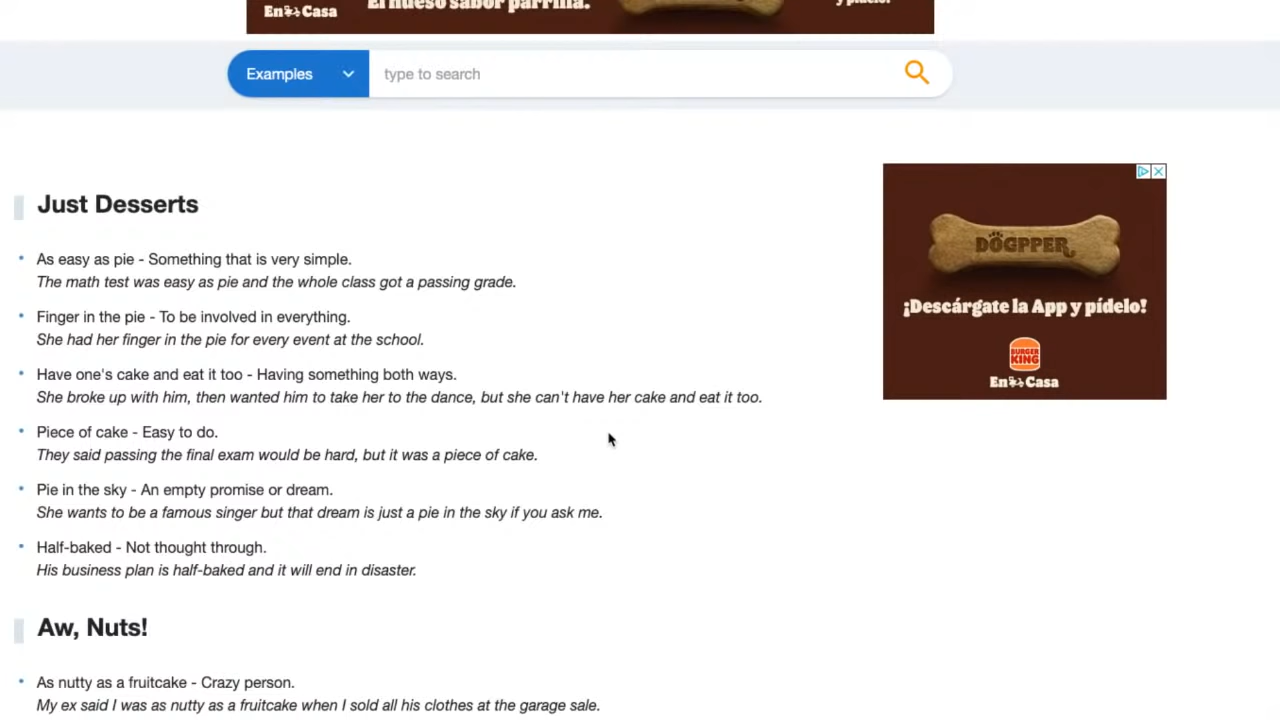 El hueso sabor parrilla.
En Casa
y pídelo!
Examples
type to search
Just Desserts
As easy as pie - Something that is very simple.
The math test was easy as pie and the whole class got a passing grade.
Finger in the pie - To be involved in everything.
She had her finger in the pie for every event at the school.
Have one's cake and eat it too - Having something both ways.
She broke up with him, then wanted him to take her to the dance, but she can't have her cake and eat it too.
Piece of cake - Easy to do.
They said passing the final exam would be hard, but it was a piece of cake.
Pie in the sky - An empty promise or dream.
She wants to be a famous singer but that dream is just a pie in the sky if you ask me.
Half-baked - Not thought through.
His business plan is half-baked and it will end in disaster.
Aw, Nuts!
As nutty as a fruitcake - Crazy person.
My ex said I was as nutty as a fruitcake when I sold all his clothes at the garage sale.
DOGPPER
¡Descárgate la App y pídelo!
BURGER
KING
En Casa